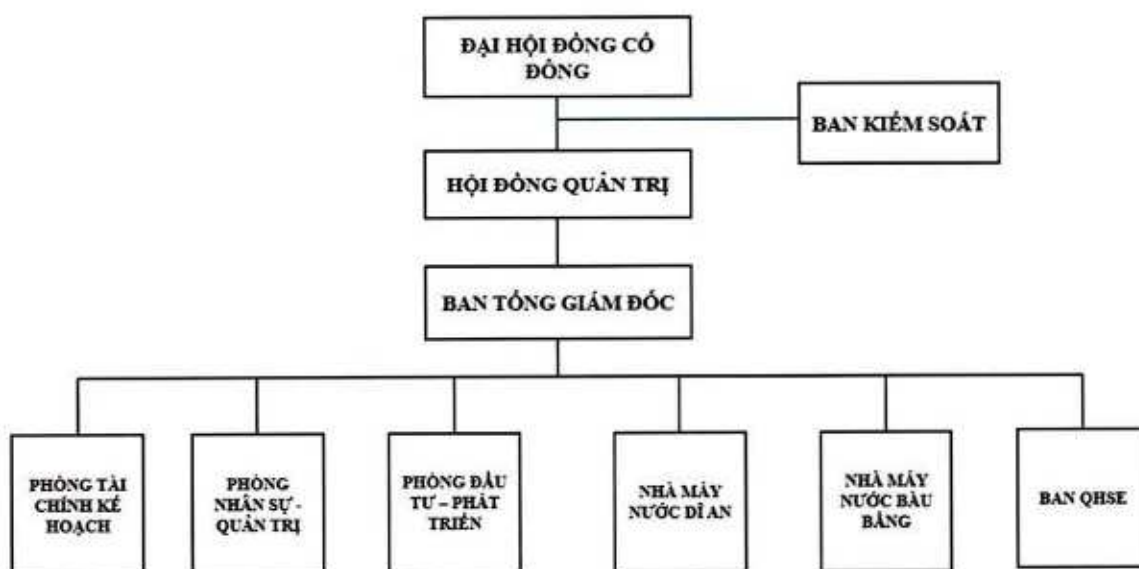 ĐẠI HỘI ĐỒNG CỔ
ĐÔNG
BAN KIỂM SOÁT
HỘI ĐỒNG QUẢN TRỊ
BAN TỔNG GIÁM ĐỐC
PHÒNG TÀI
CHÍNH KẾ
HOẠCH
PHÒNG
NHÂN SỰ -
QUẢN TRỊ
PHÒNG ĐẦU
TƯ – PHÁT
TRIỂN
NHÀ MÁY
NƯỚC DĨ AN
NHÀ MÁY
NƯỚC BÀU
BÀNG
BAN QHSE